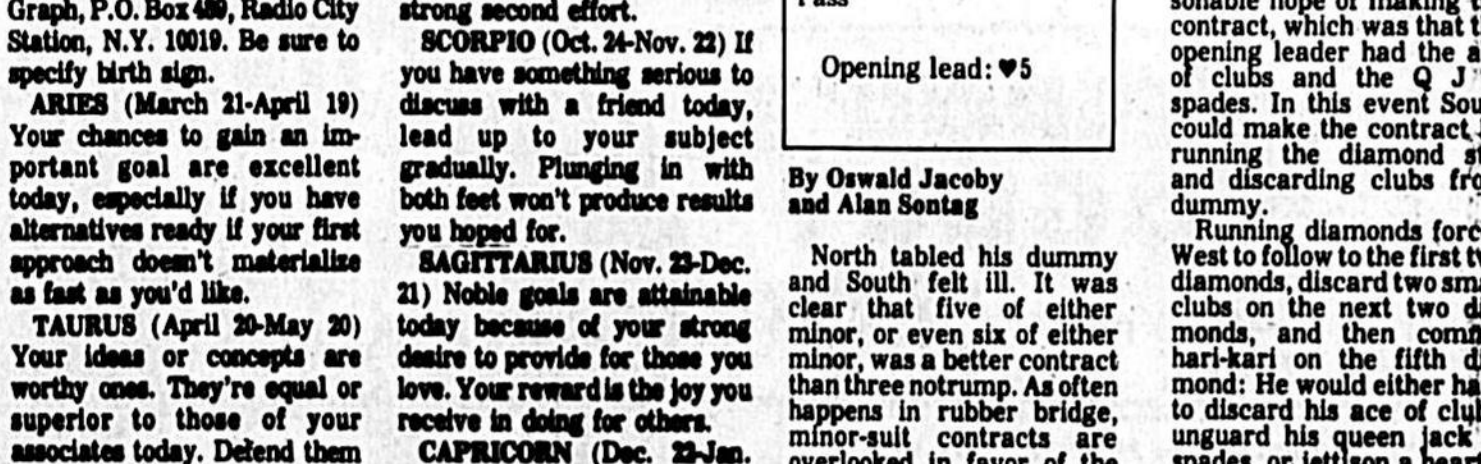 Graph, P.O. Box 489, Radio City
Station, N.Y. 10019. Be sure to
specify birth sign.
ARIES (March 21-April 19)
Your chances to gain an im-
portant goal are excellent
today, especially if you have
alternatives ready if your first
approach doesn't materialize
as fast as you'd like.
TAURUS (April 20-May 20)
Your ideas or concepts are
worthy ones. They're equal or
superior to those of your
associates today. Defend them
strong second effort.
SCORPIO (Oct. 24-Nov. 22) If
you have something serious to
discuss with a friend today,
lead up to your subject
gradually. Plunging in with
both feet won't produce results
you hoped for.
SAGITTARIUS (Nov. 23-Dec.
21) Noble goals are attainable
today because of your strong
desire to provide for those you
love. Your reward is the joy you
receive in doing for others.
CAPRICORN (Dec. 22-Jan.
Pass
Opening lead: ♥5
By Oswald Jacoby
and Alan Sontag
North tabled his dummy
and South felt ill. It was
clear that five of either
minor, or even six of either
minor, was a better contract
than three notrump. As often
happens in rubber bridge,
minor-suit contracts are
overlooked in favor of the
sonable hope of making
contract, which was that
opening leader had the
of clubs and the Q J
spades. In this event
could make the contract
running the diamond
and discarding clubs
dummy.
Running diamonds
West to follow to the first
diamonds, discard two
clubs on the next two
monds, and then
hari-kari on the fifth
mond: He would either
to discard his ace of
unguard his queen jack
spades or jettison a